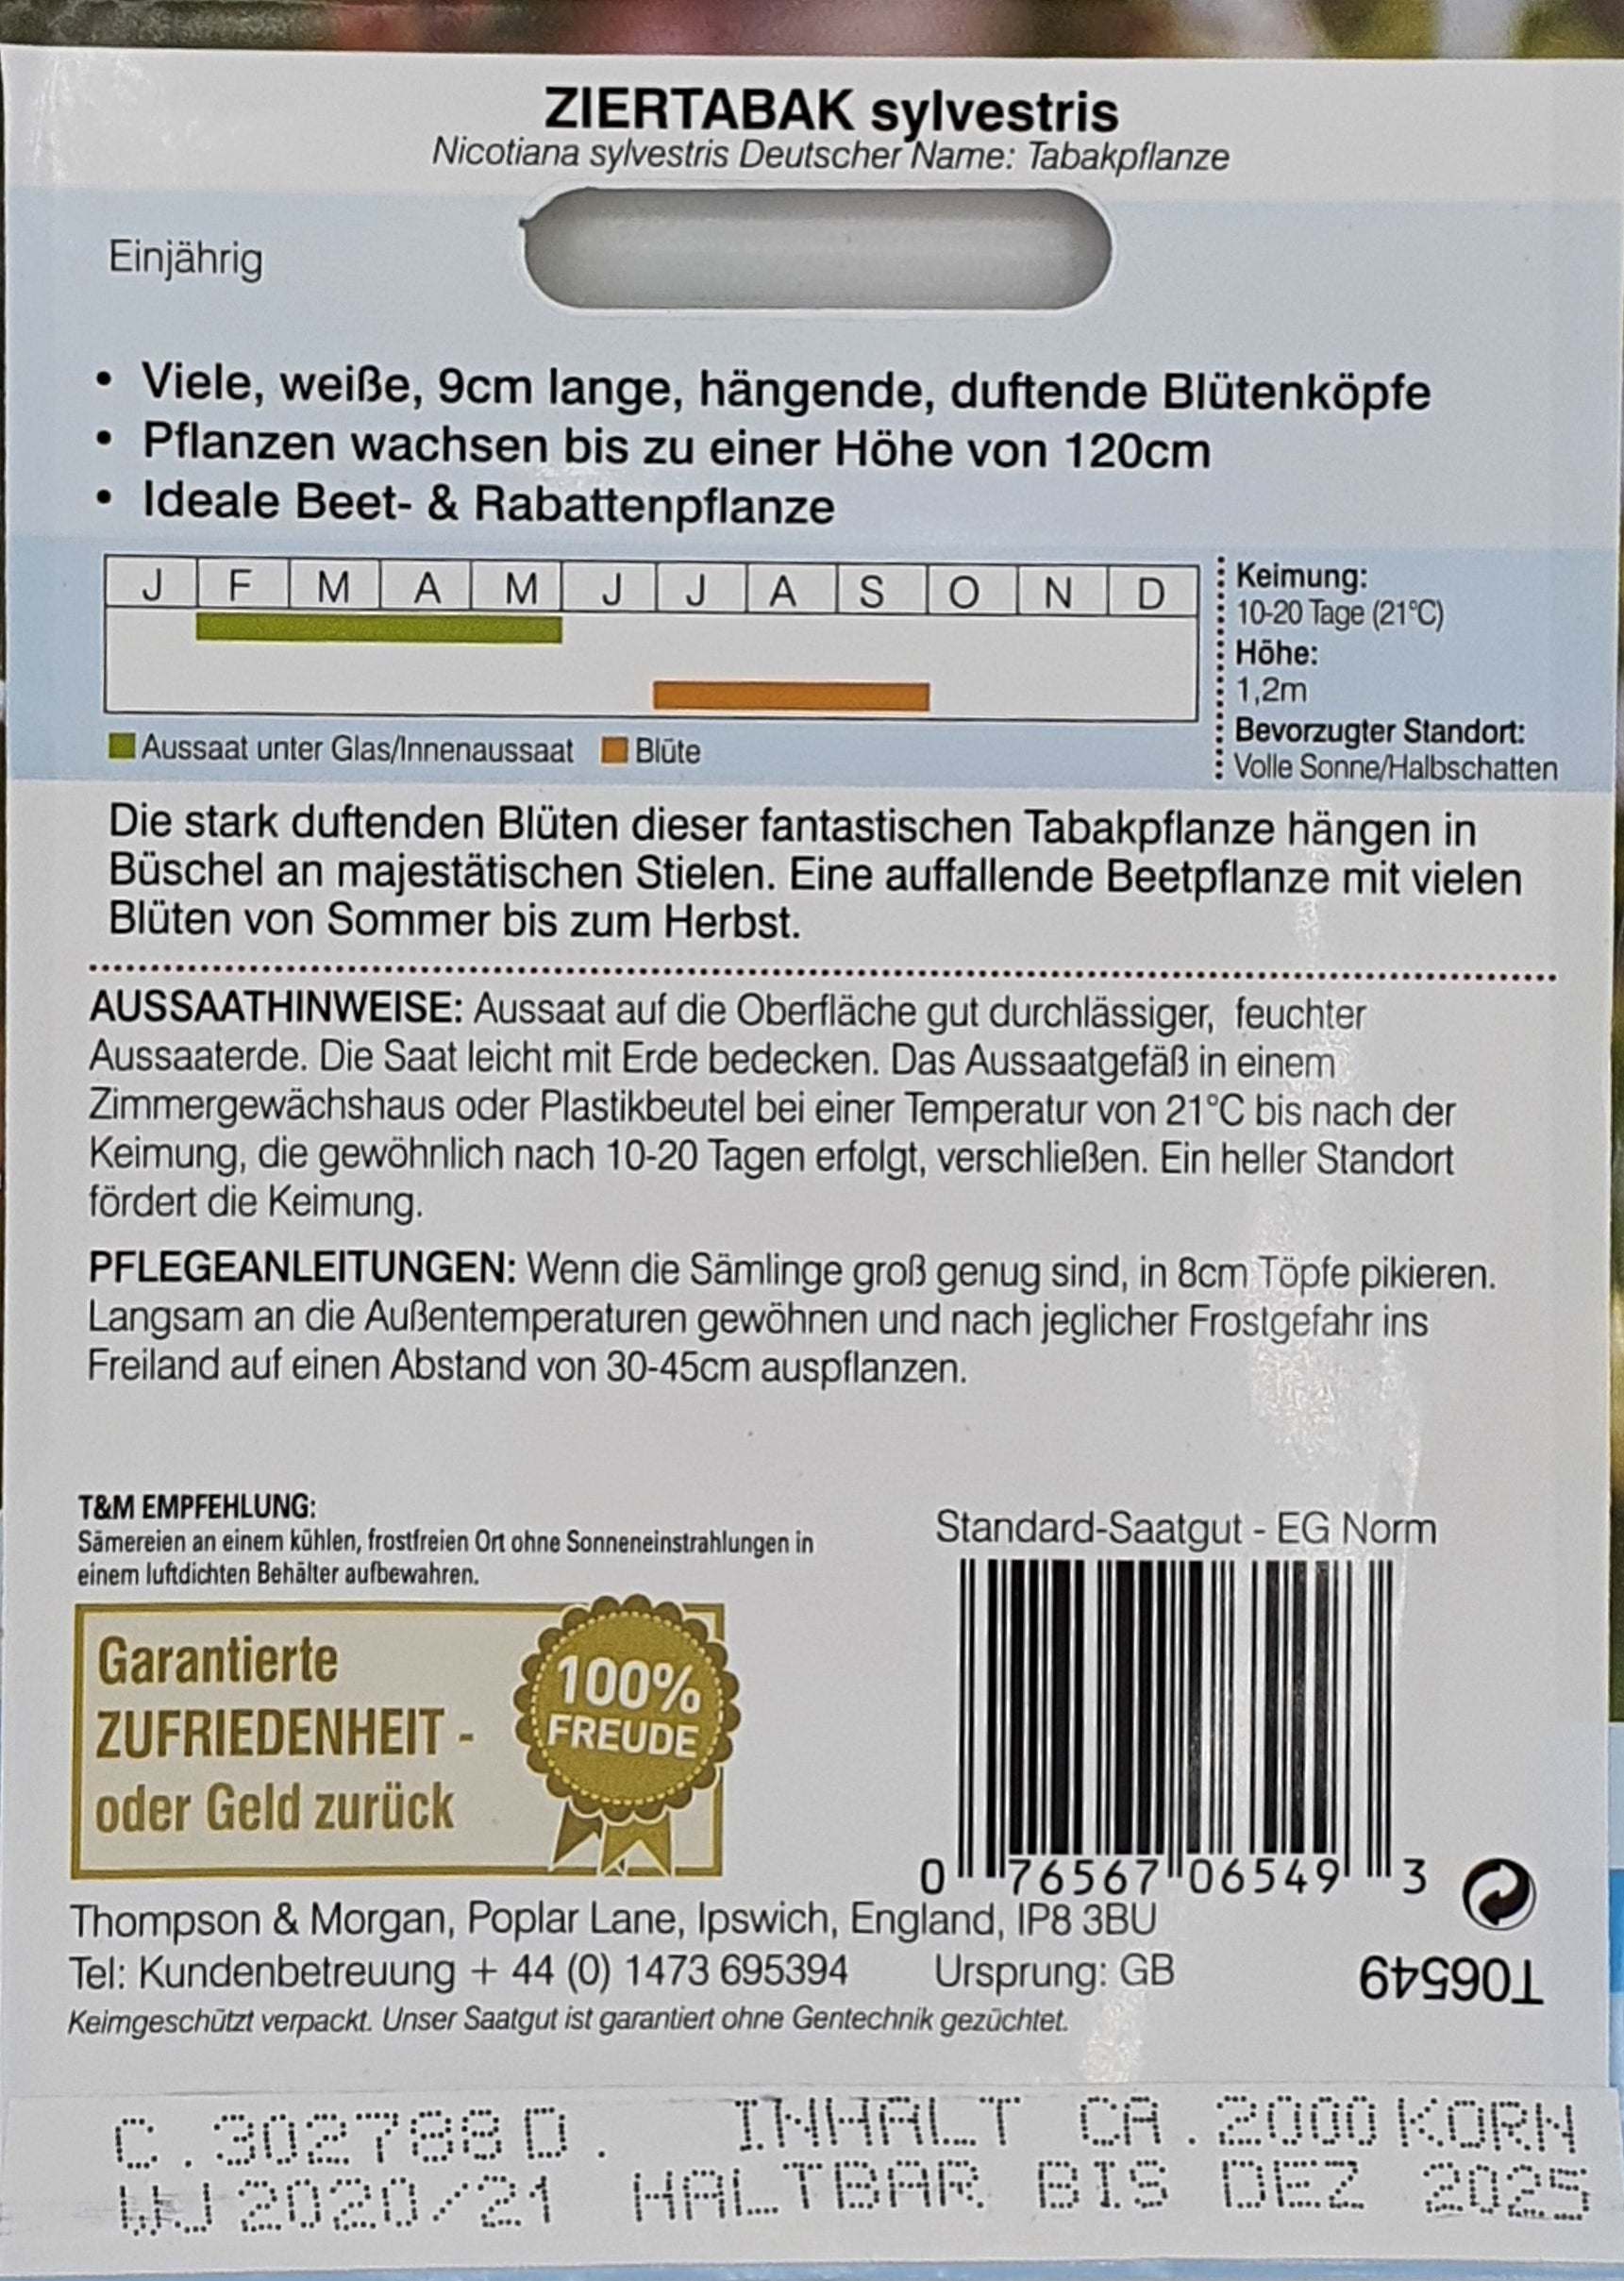 ZIERTABAK sylvestris
Nicotiana sylvestris Deutscher Name: Tabakpflanze
Einjährig
• Viele, weiße, 9cm lange, hängende, duftende Blütenköpfe
• Pflanzen wachsen bis zu einer Höhe von 120cm
• Ideale Beet- & Rabattenpflanze
J F M A M J J A S O N D
Aussaat unter Glas/Innenaussaat Blüte
Keimung:
10-20 Tage (21°C)
Höhe:
1,2m
Bevorzugter Standort:
Volle Sonne/Halbschatten
Die stark duftenden Blüten dieser fantastischen Tabakpflanze hängen in
Büschel an majestätischen Stielen. Eine auffallende Beetpflanze mit vielen
Blüten von Sommer bis zum Herbst.
AUSSAATHINWEISE: Aussaat auf die Oberfläche gut durchlässiger, feuchter
Aussaaterde. Die Saat leicht mit Erde bedecken. Das Aussaatgefäß in einem
Zimmergewächshaus oder Plastikbeutel bei einer Temperatur von 21°C bis nach der
Keimung, die gewöhnlich nach 10-20 Tagen erfolgt, verschließen. Ein heller Standort
fördert die Keimung.
PFLEGEANLEITUNGEN: Wenn die Sämlinge groß genug sind, in 8cm Töpfe pikieren.
Langsam an die Außentemperaturen gewöhnen und nach jeglicher Frostgefahr ins
Freiland auf einen Abstand von 30-45cm auspflanzen.
T&M EMPFEHLUNG:
Sämereien an einem kühlen, frostfreien Ort ohne Sonneneinstrahlungen in
einem luftdichten Behälter aufbewahren.
Garantierte
ZUFRIEDENHEIT -
oder Geld zurück
100%
FREUDE
Standard-Saatgut - EG Norm
0 76567 06549 3
Thompson & Morgan, Poplar Lane, Ipswich, England, IP8 3BU
Tel: Kundenbetreuung + 44 (0) 1473 695394 Ursprung: GB
T06549
Keimgeschützt verpackt. Unser Saatgut ist garantiert ohne Gentechnik gezüchtet.
C.302788D. INHALT CA.2000KORN
WJ2020/21 HALTBAR BIS DEZ 2025